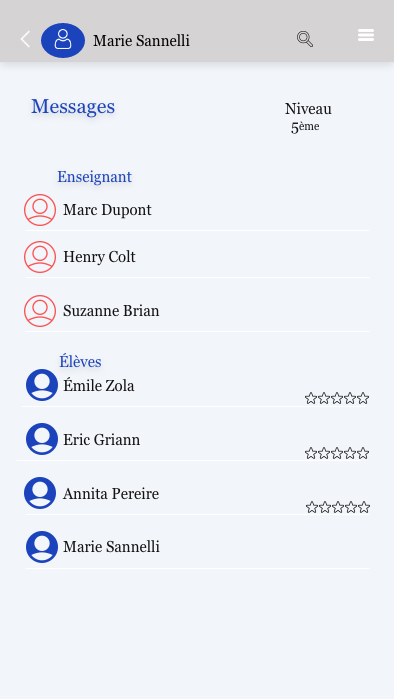 Marie Sannelli
Messages
Niveau
5ème
Enseignant
Marc Dupont
Henry Colt
Suzanne Brian
Élèves
Émile Zola
Eric Griann
Annita Pereire
Marie Sannelli